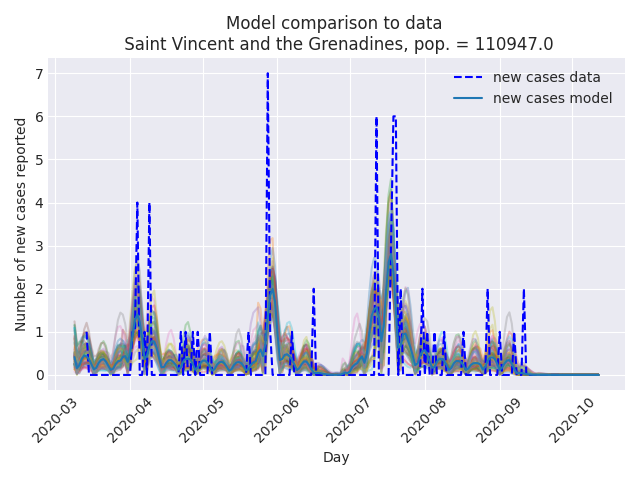 Model comparison to data
Saint Vincent and the Grenadines, pop. = 110947.0
new cases data
new cases model
Number of new cases reported
7
6
5
4
3
2
1
0
2020-03
2020-04
2020-05
2020-06
2020-07
2020-08
2020-09
2020-10
Day